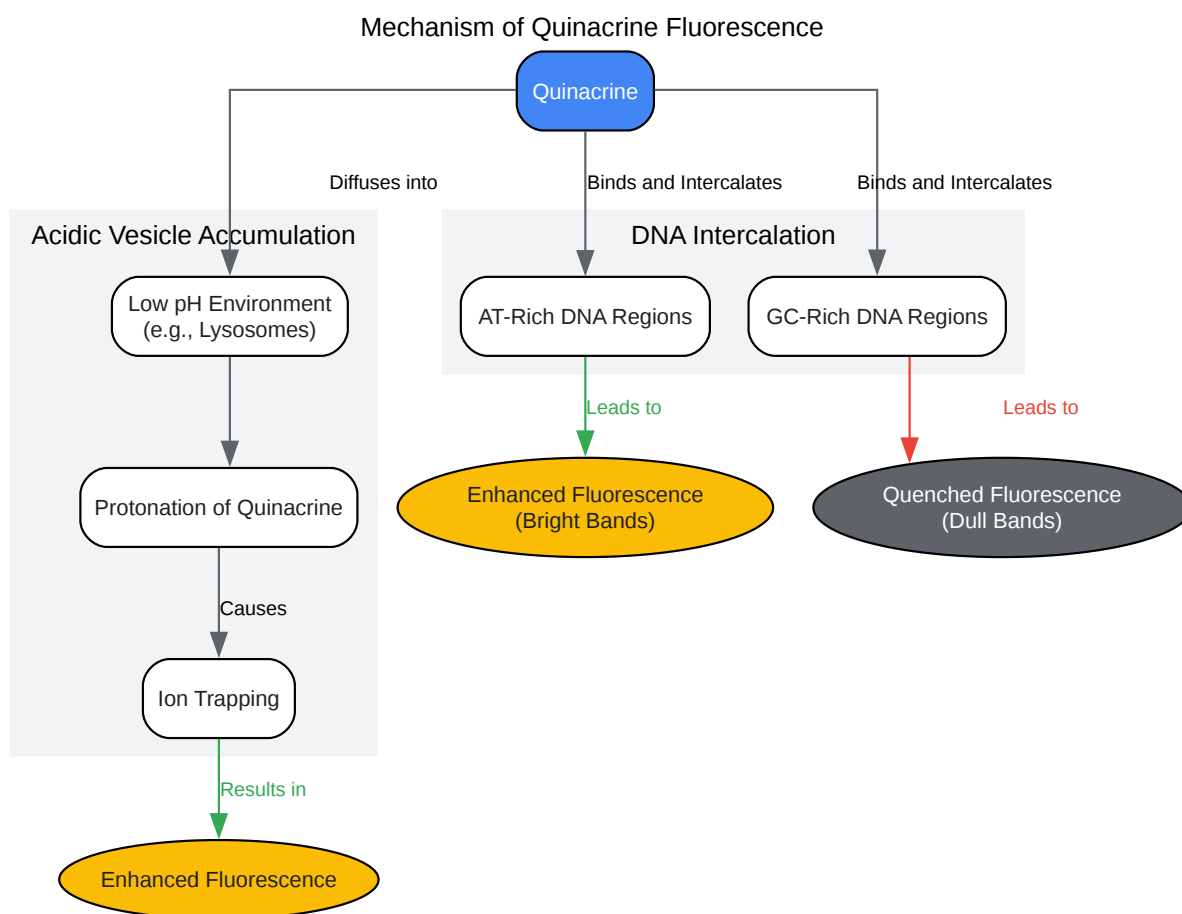 Mechanism of Quinacrine Fluorescence
Quinacrine
Diffuses into
Binds and Intercalates
Binds and Intercalates
Acidic Vesicle Accumulation
DNA Intercalation
Low pH Environment
(e.g., Lysosomes)
AT-Rich DNA Regions
GC-Rich DNA Regions
Leads to
Leads to
Protonation of Quinacrine
Enhanced Fluorescence
(Bright Bands)
Quenched Fluorescence
(Dull Bands)
Causes
Ion Trapping
Results in
Enhanced Fluorescence